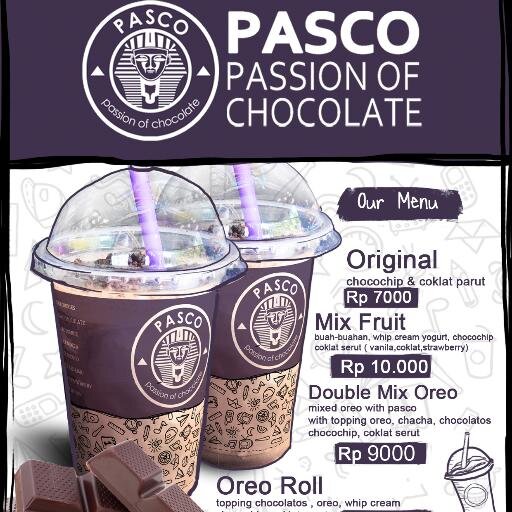 PASCO
passion of chocolate
PASCO
PASSION OF
CHOCOLATE
Our Menu
Original
chocochip & coklat parut
Rp 7000
Mix Fruit
buah-buahan, whip cream yogurt, chocochip
coklat serut ( vanila,coklat,strawberry)
Rp 10.000
Double Mix Oreo
mixed oreo with pasco
with topping oreo, chacha, chocolatos
chocochip, coklat serut
Rp 9000
Oreo Roll
topping chocolatos , oreo, whip cream
PASCO
passion of chocolate
PASCO
passion of chocolate